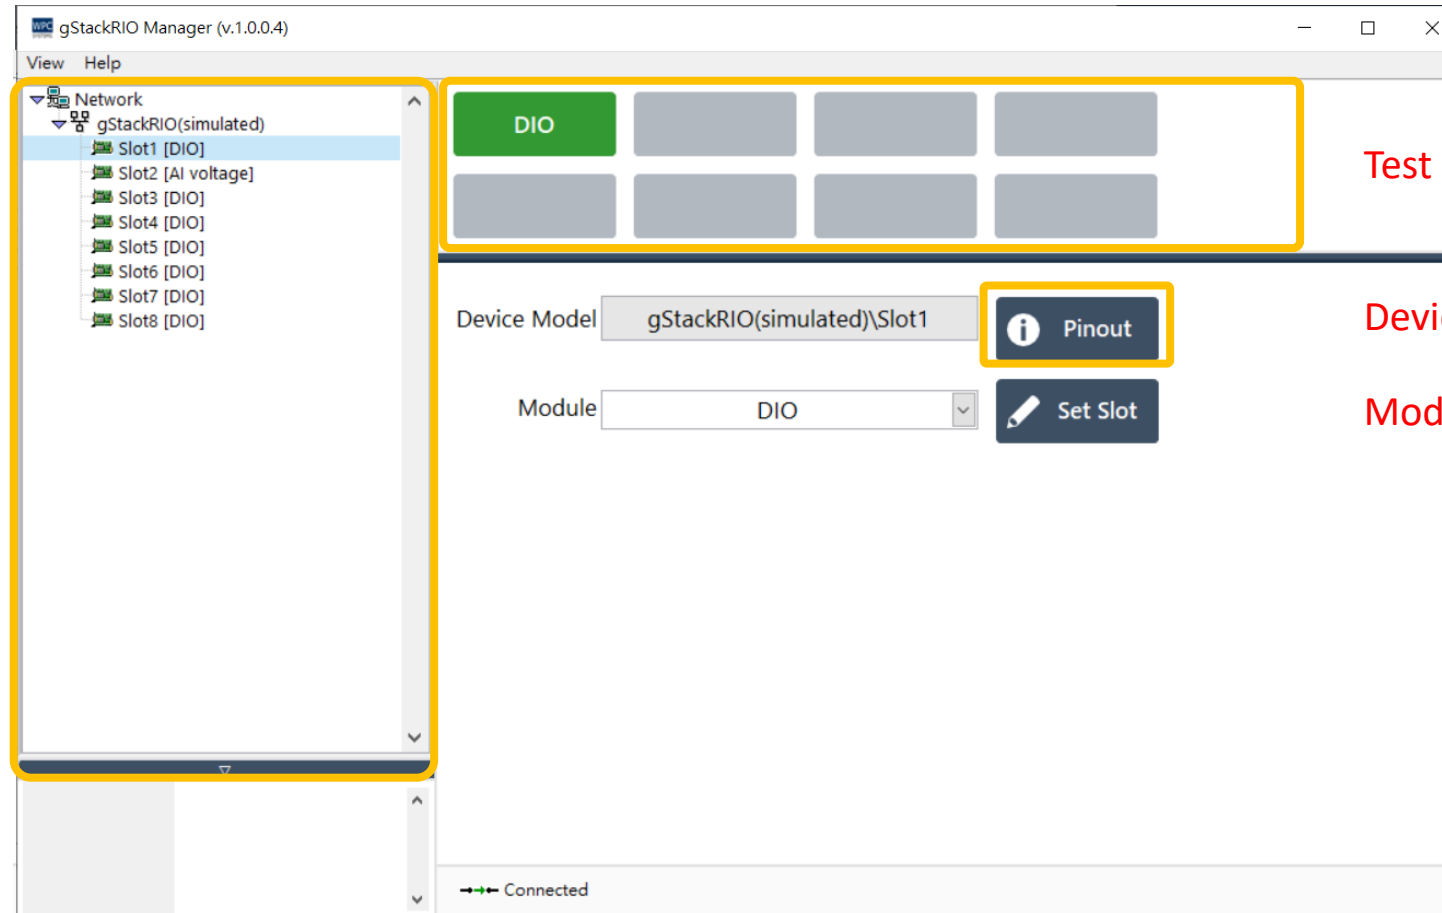 WPC gStackRIO Manager (v.1.0.0.4)
View Help
Network
gStackRIO(simulated)
Slot1 [DIO]
Slot2 [AI voltage]
Slot3 [DIO]
Slot4 [DIO]
Slot5 [DIO]
Slot6 [DIO]
Slot7 [DIO]
Slot8 [DIO]
DIO
Test
Device Model gStackRIO(simulated)\Slot1 Pinout
Devi
Module DIO Set Slot
Mod
Connected